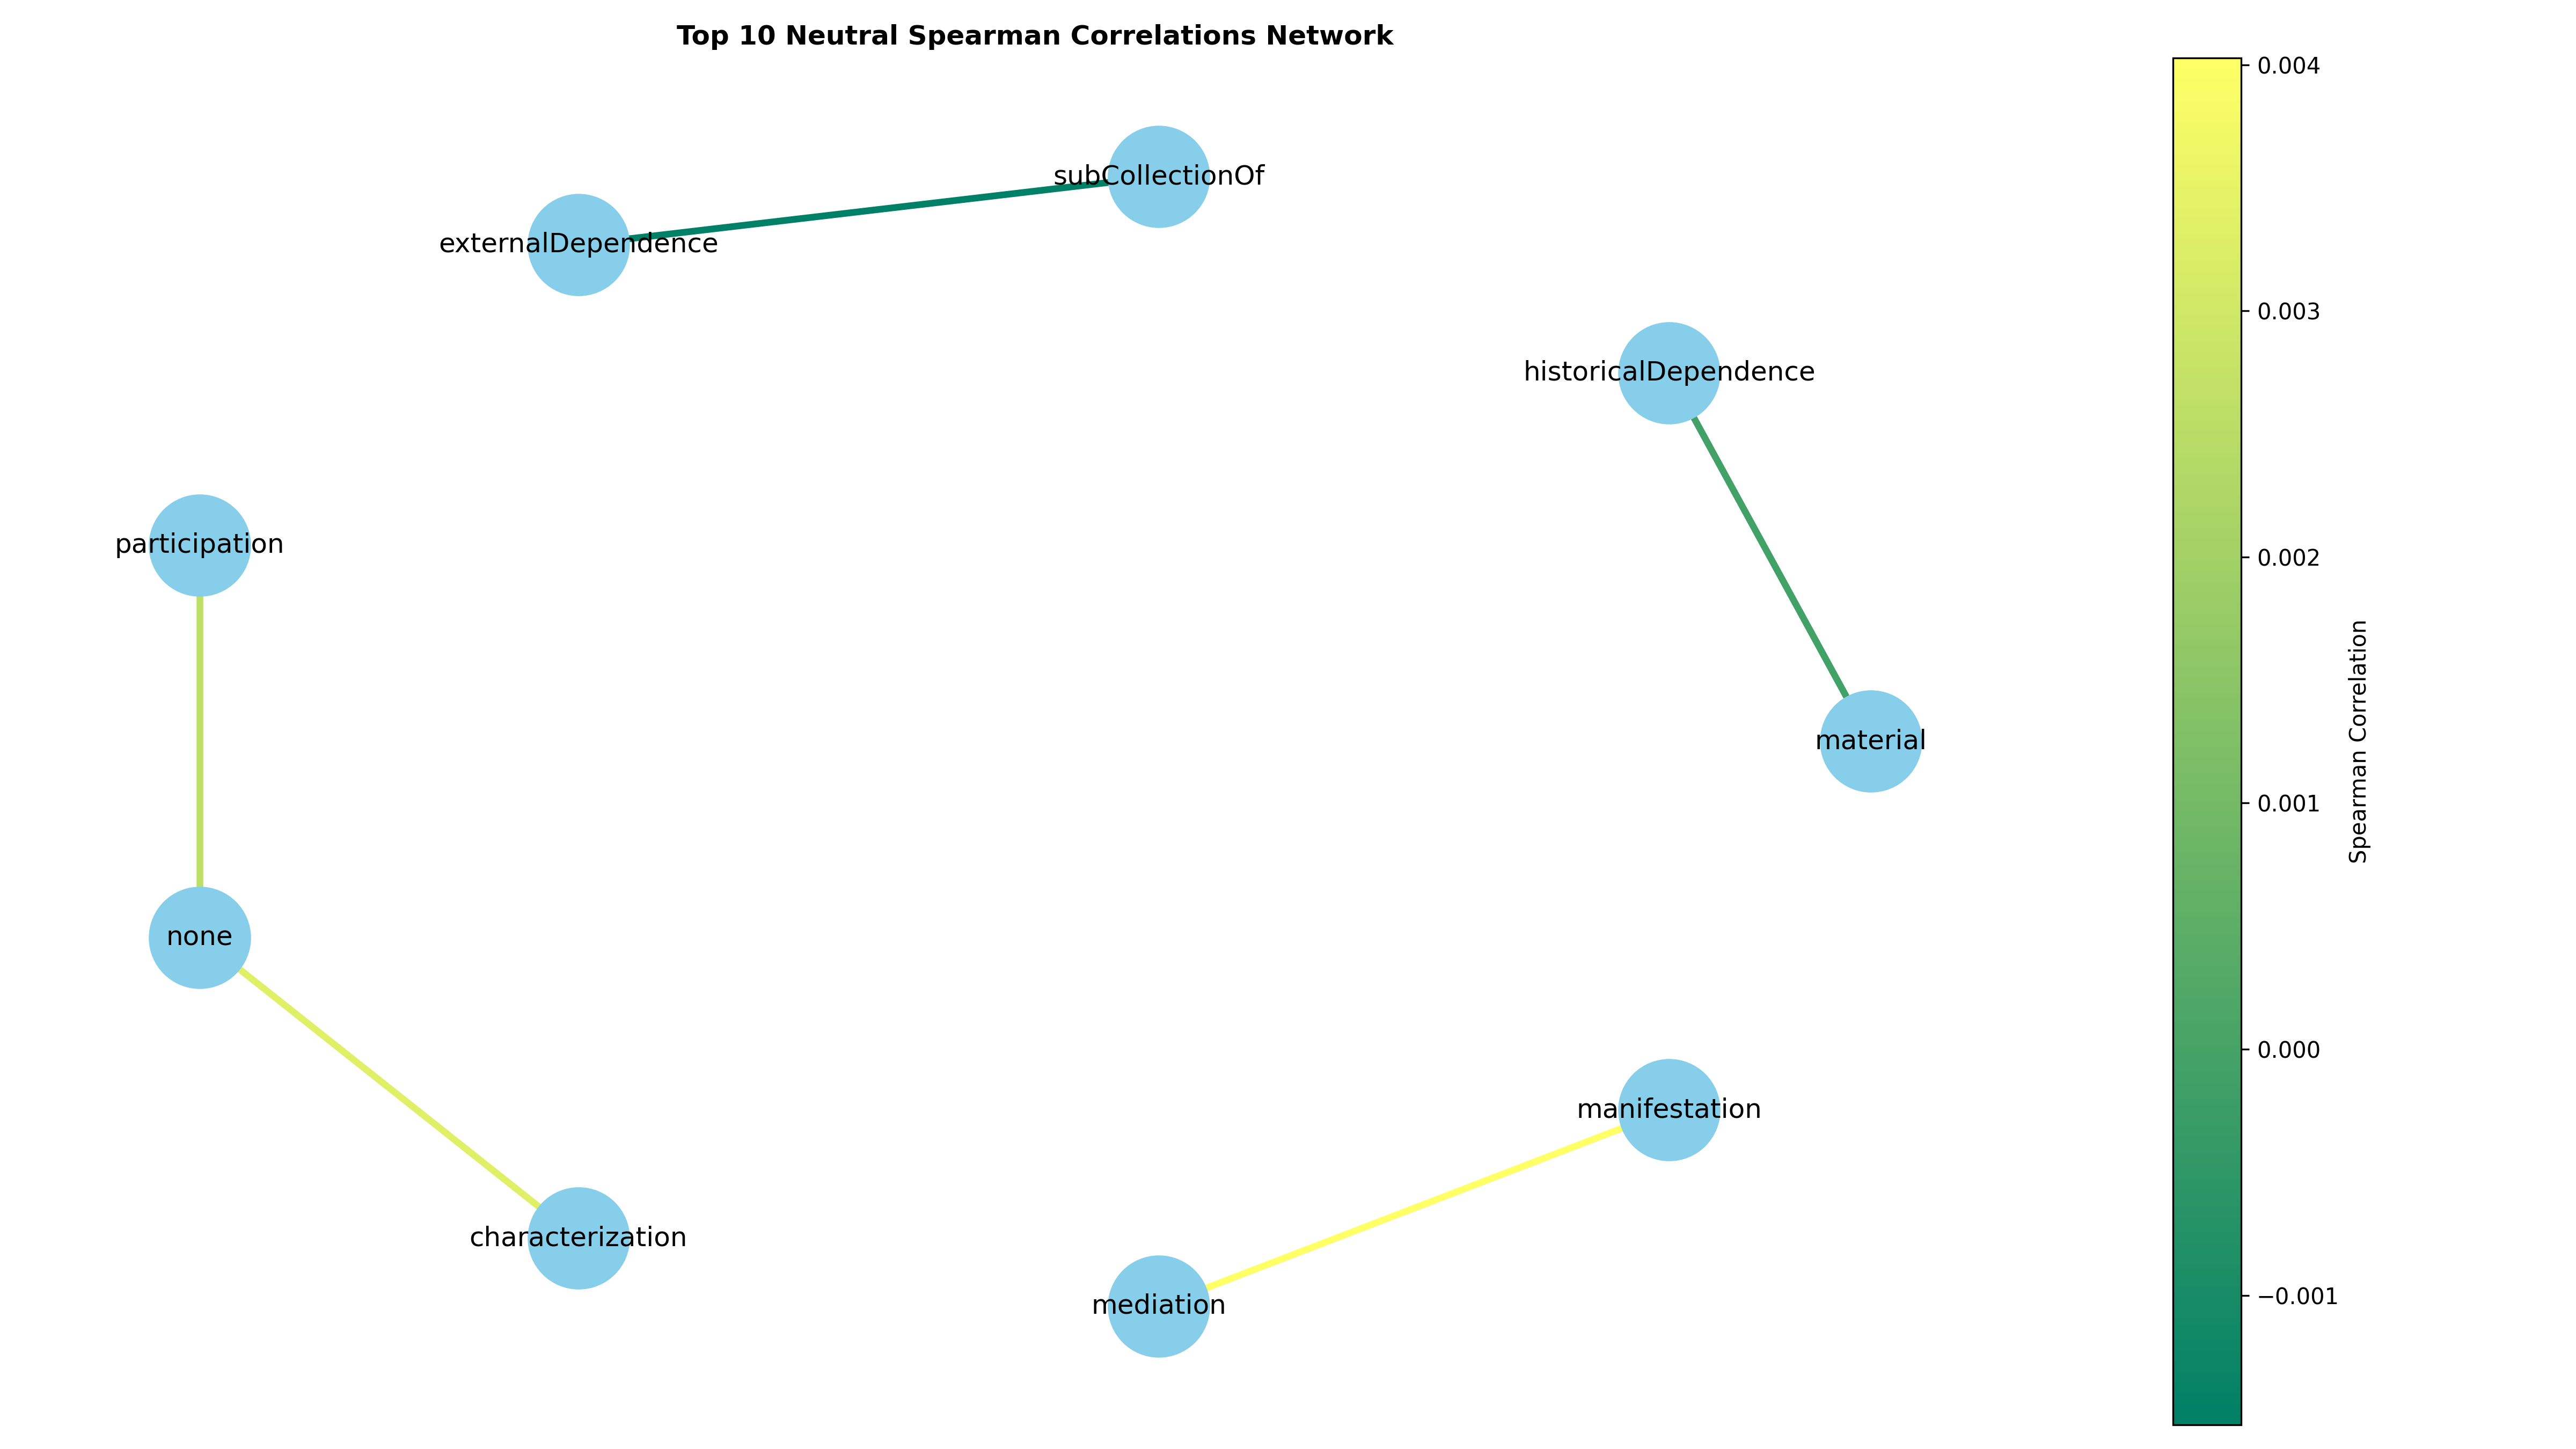 Top 10 Neutral Spearman Correlations Network
subCollectionOf
externalDependence
historicalDependence
participation
material
none
manifestation
characterization
mediation
0.004
0.003
0.002
0.001
0.000
−0.001
Spearman Correlation